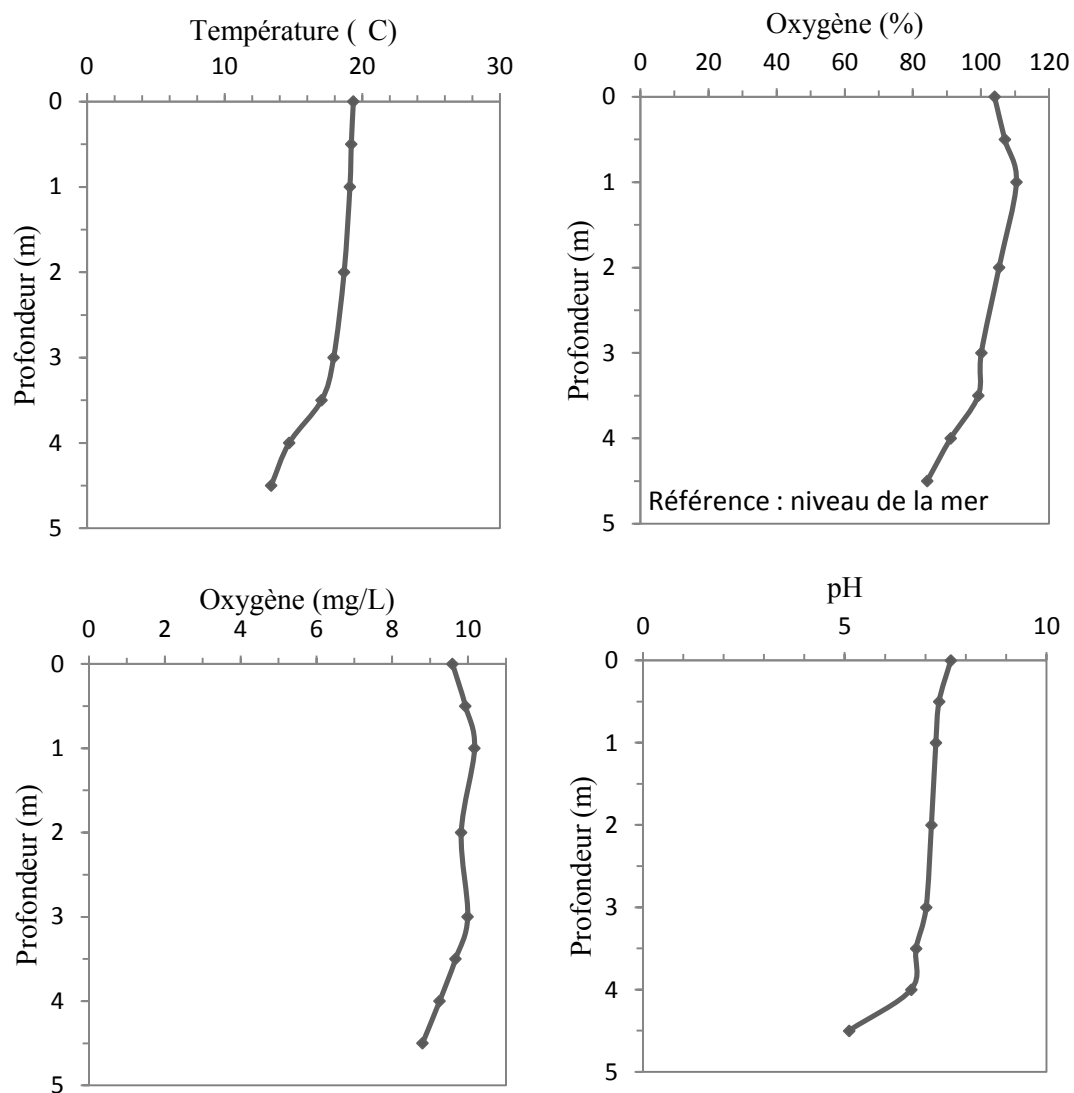 Température ( C)
0 10 20 30
0
1
2
3
4
5
Profondeur (m)
Oxygène (%)
0 20 40 60 80 100 120
0
1
2
3
4
5
Profondeur (m)
Référence : niveau de la mer
Oxygène (mg/L)
0 2 4 6 8 10
0
1
2
3
4
5
Profondeur (m)
pH
0 5 10
0
1
2
3
4
5
Profondeur (m)